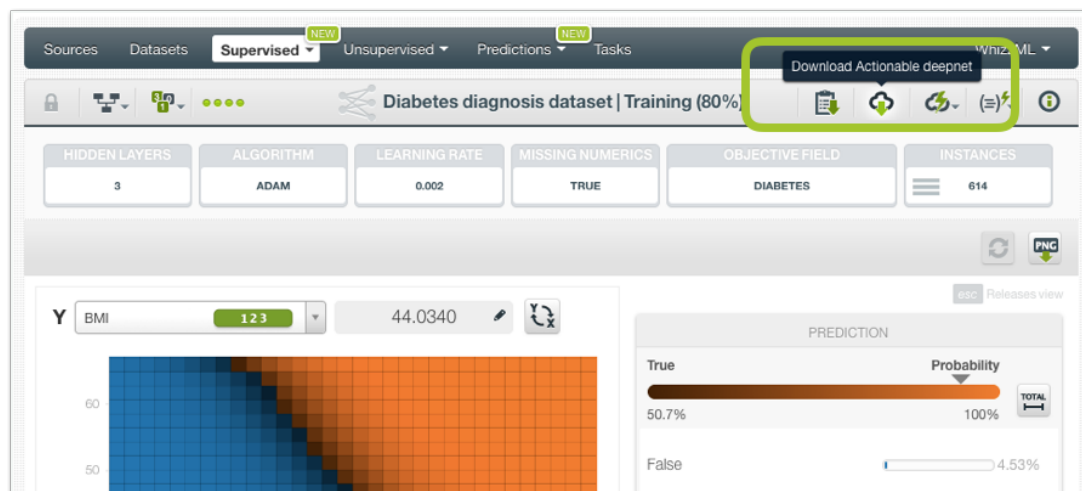 NEW
NEW
Sources Datasets Supervised Unsupervised Predictions Tasks WhizzML
Download Actionable deepnet
Diabetes diagnosis dataset | Training (80%)
HIDDEN LAYERS ALGORITHM LEARNING RATE MISSING NUMERICS OBJECTIVE FIELD INSTANCES
3 ADAM 0.002 TRUE DIABETES 614
PNG
esc Releases view
Y BMI 123 44.0340 Y X
PREDICTION
True Probability
TOTAL
50.7% 100%
60
False 4.53%
50